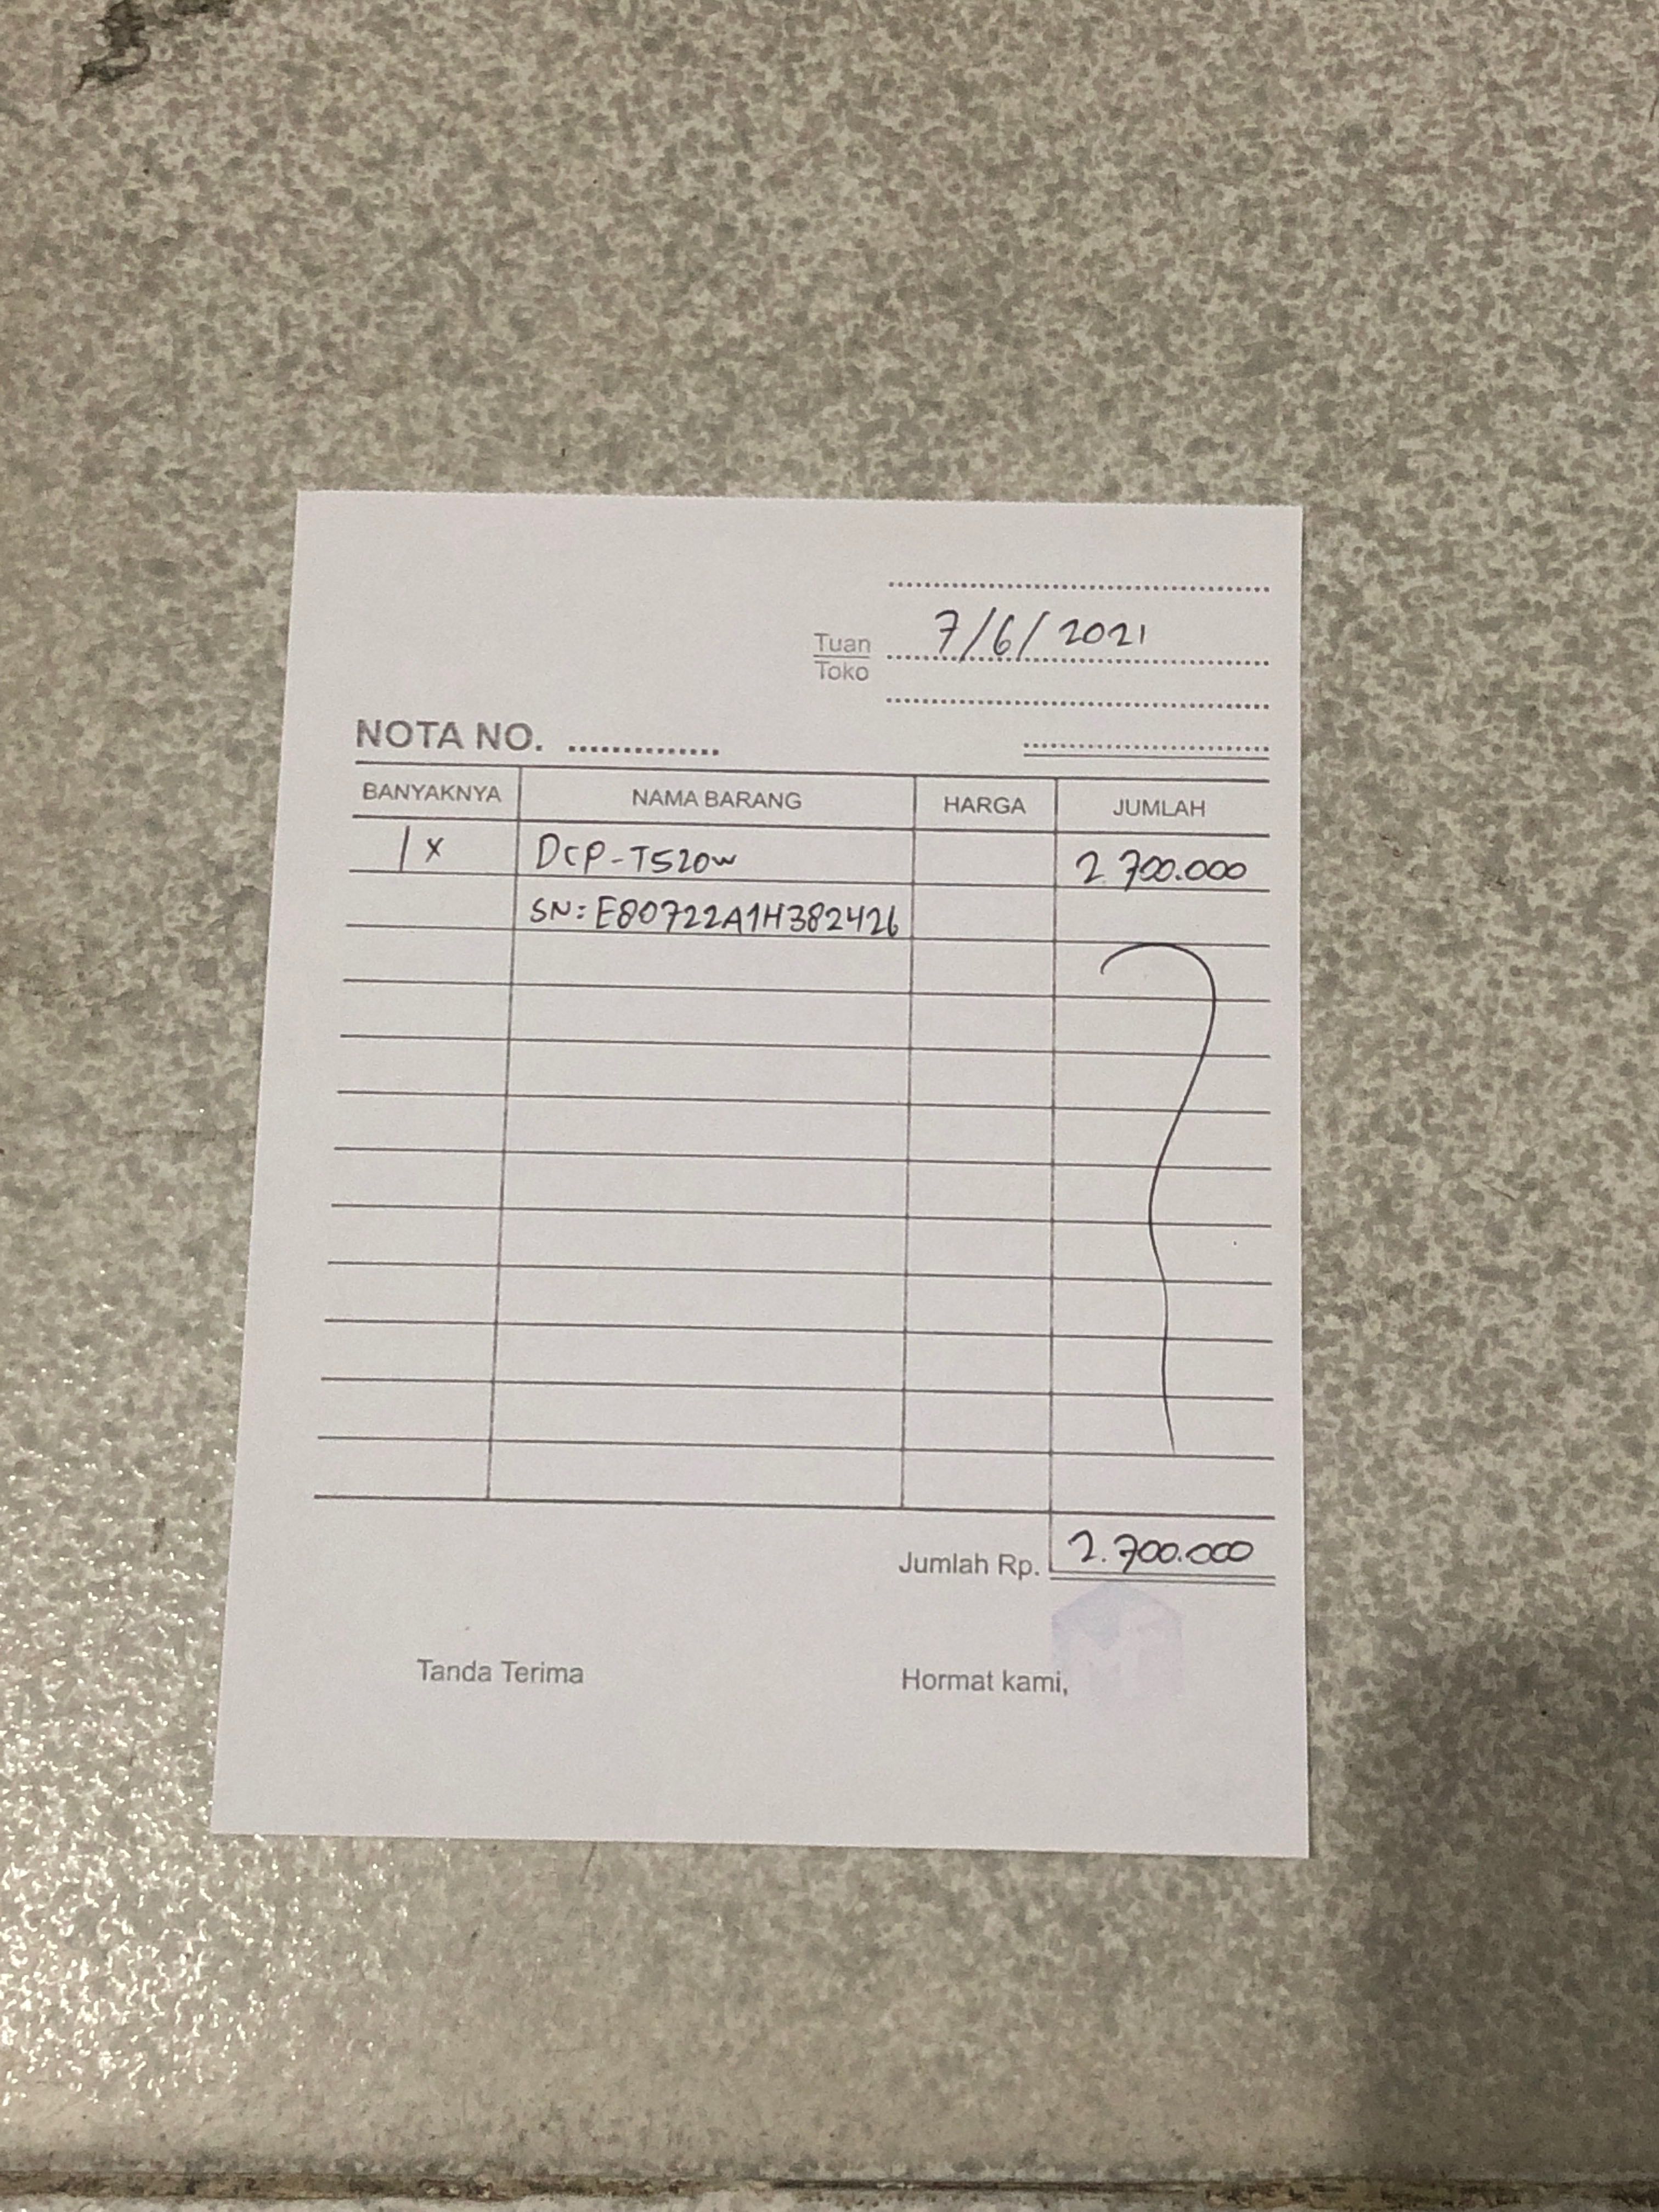 7/6/2021
Tuan
Toko
NOTA NO. ..............
BANYAKNYA NAMA BARANG HARGA JUMLAH
1x DCP-T520w 2.700.000
SN: E80722A1H382426
Jumlah Rp. 2.700.000
Tanda Terima Hormat kami,